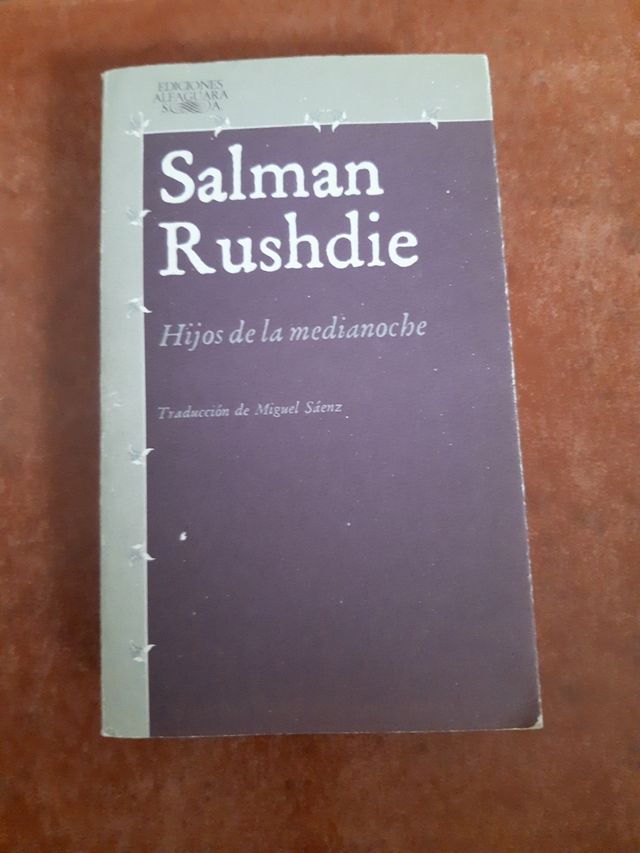 EDICIONES
ALFAGUARA
S.A.
Salman
Rushdie
Hijos de la medianoche
Traducción de Miguel Sáenz